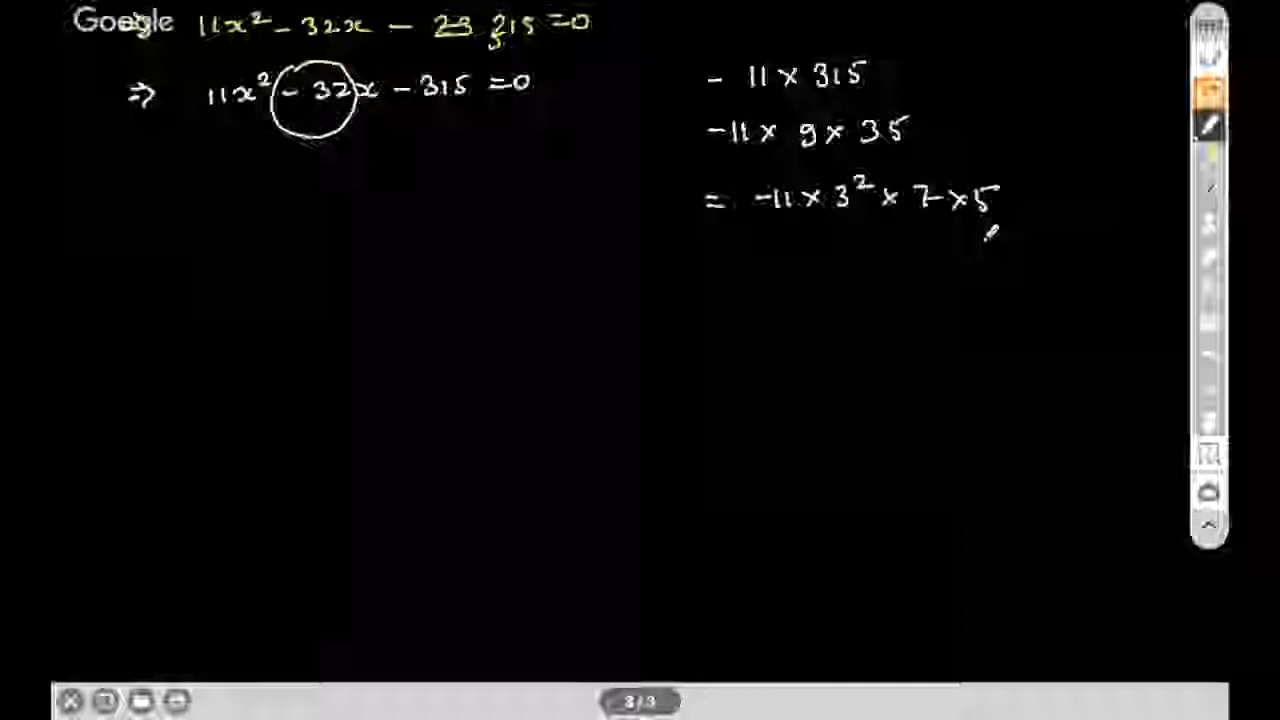 Google
11x² - 32x - 23 315 =0
⇒ 11x² - 32x - 315 =0
- 11 x 315
-11 x 9 x 35
= -11 x 3² x 7 x 5
3/3